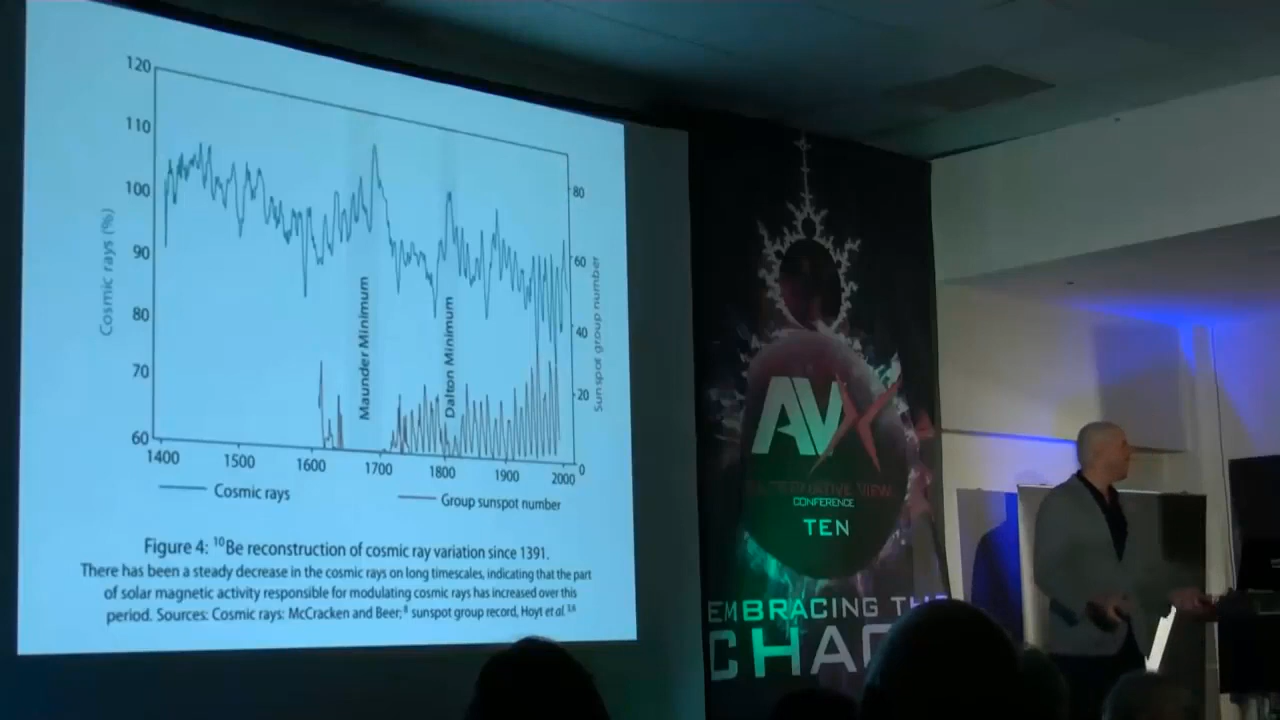 120
110
100
90
80
70
60
Cosmic rays (%)
80
60
40
20
0
Sunspot group number
Maunder Minimum
Dalton Minimum
1400 1500 1600 1700 1800 1900 2000
Cosmic rays
Group sunspot number
Figure 4: ¹⁰Be reconstruction of cosmic ray variation since 1391.
There has been a steady decrease in the cosmic rays on long timescales, indicating that the part
of solar magnetic activity responsible for modulating cosmic rays has increased over this
period. Sources: Cosmic rays: McCracken and Beer;⁸ sunspot group record, Hoyt et al.
AVX
CONFERENCE
TEN
EMBRACING